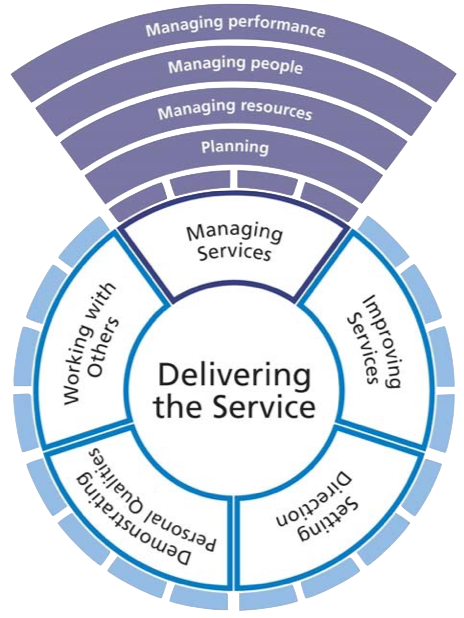 Managing performance
Managing people
Managing resources
Planning
Managing
Services
Working with
Others
Improving
Services
Delivering
the Service
Demonstrating
Personal Qualities
Setting
Direction